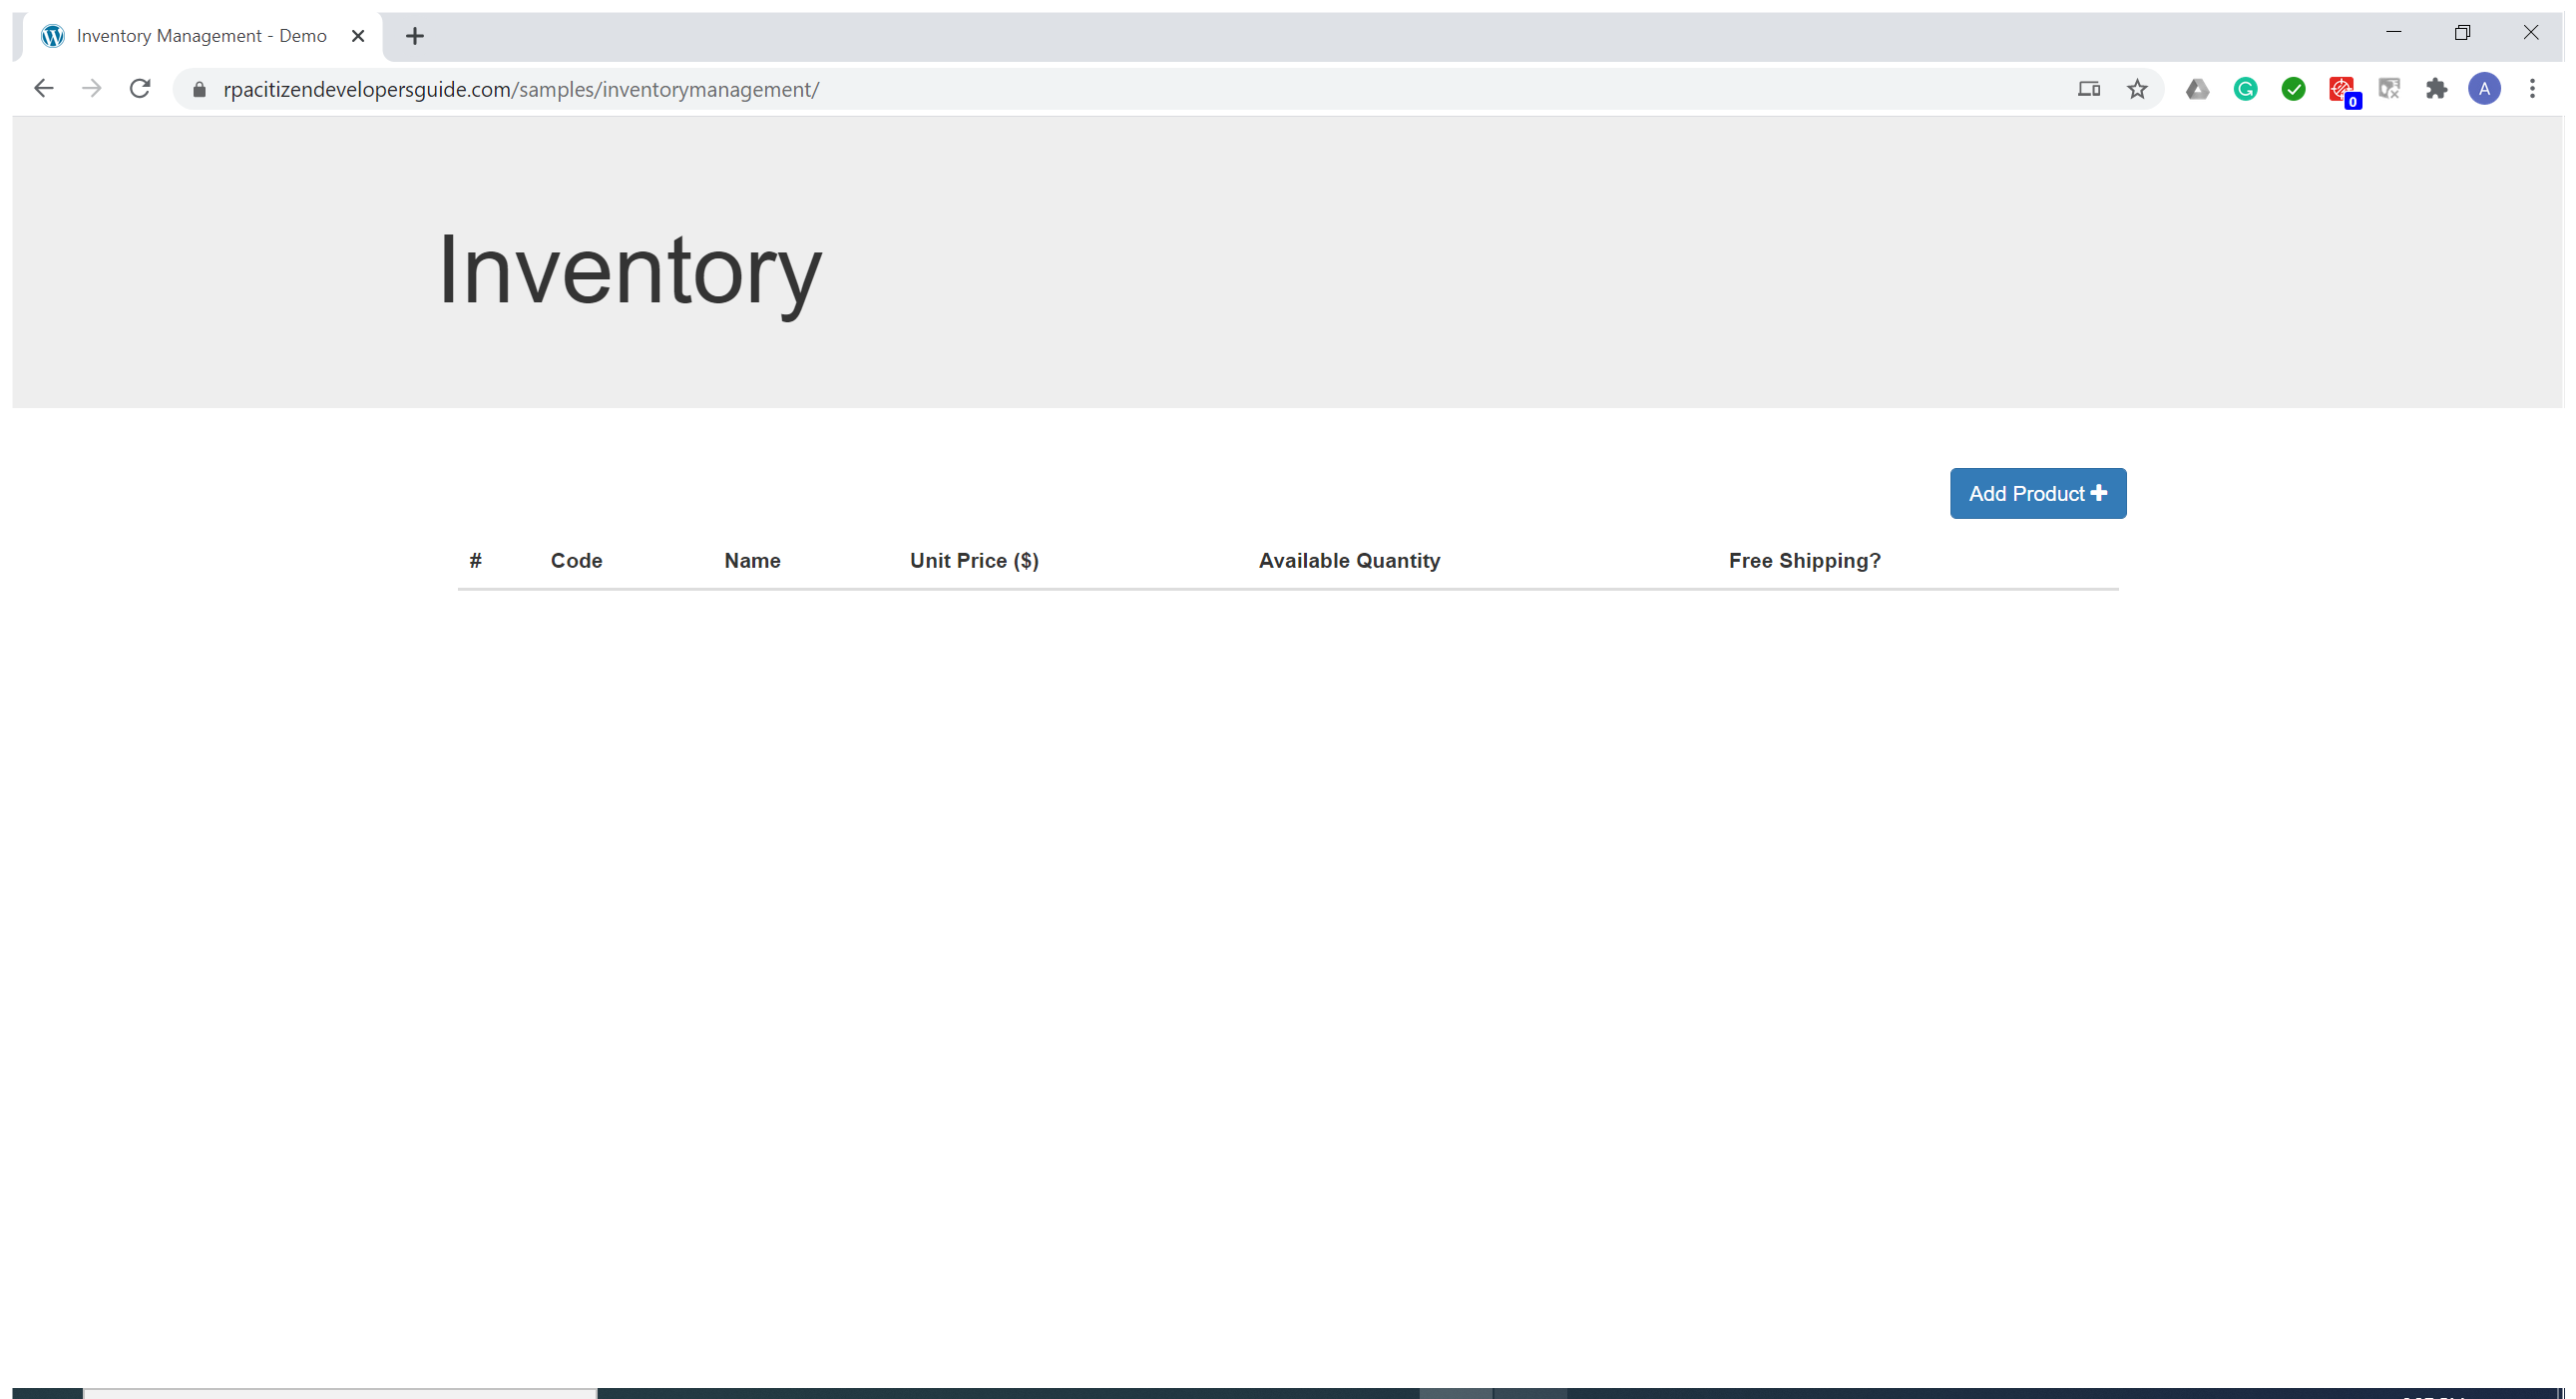 Inventory Management - Demo
rpacitizendevelopersguide.com/samples/inventorymanagement/
0
A
Inventory
Add Product
# Code Name Unit Price ($) Available Quantity Free Shipping?